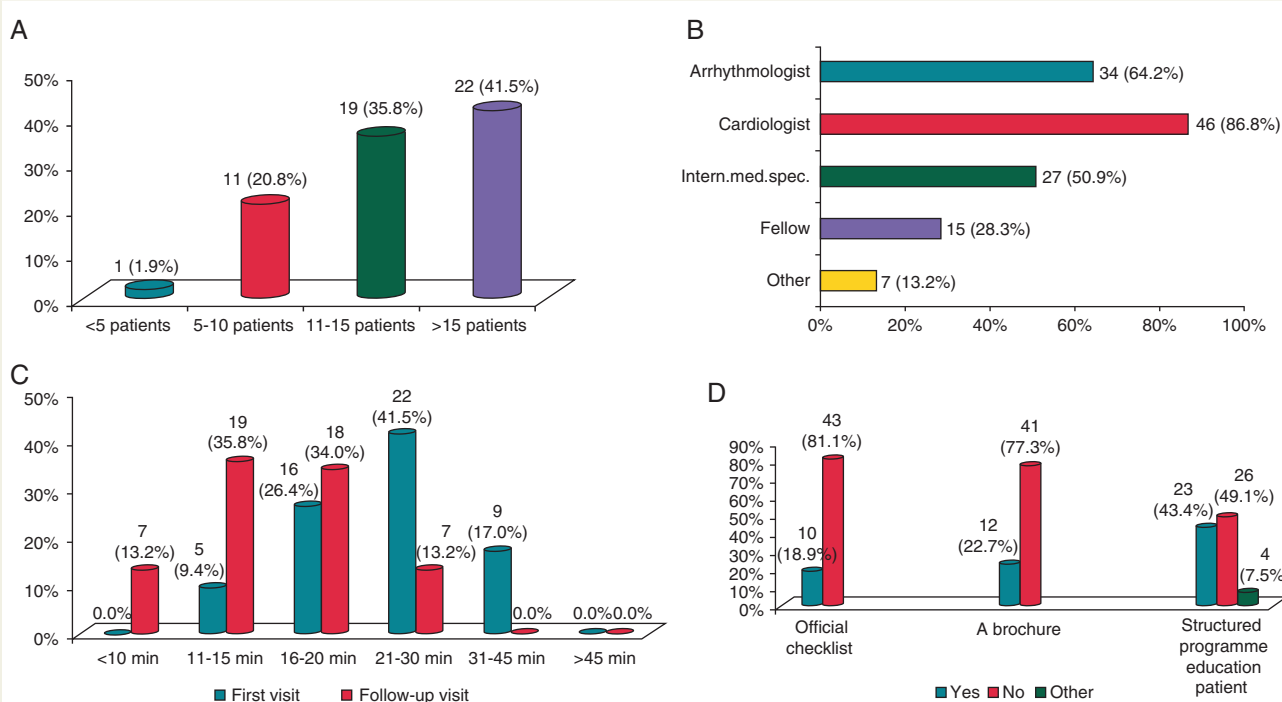 A
50%
40%
30%
20%
10%
0%
1 (1.9%)
11 (20.8%)
19 (35.8%)
22 (41.5%)
<5 patients
5-10 patients
11-15 patients
>15 patients
B
Arrhythmologist
34 (64.2%)
Cardiologist
46 (86.8%)
Intern.med.spec.
27 (50.9%)
Fellow
15 (28.3%)
Other
7 (13.2%)
0%
20%
40%
60%
80%
100%
C
50%
40%
30%
20%
10%
0%
0.0%
7
(13.2%)
5
(9.4%)
19
(35.8%)
16
(26.4%)
18
(34.0%)
22
(41.5%)
7
(13.2%)
9
(17.0%)
0.0%
0.0%
0.0%
<10 min
11-15 min
16-20 min
21-30 min
31-45 min
>45 min
First visit
Follow-up visit
D
90%
80%
70%
60%
50%
40%
30%
20%
10%
0%
10
(18.9%)
43
(81.1%)
12
(22.7%)
41
(77.3%)
23
(43.4%)
26
(49.1%)
4
(7.5%
Official
checklist
A brochure
Structured
programme
education
patient
Yes
No
Other